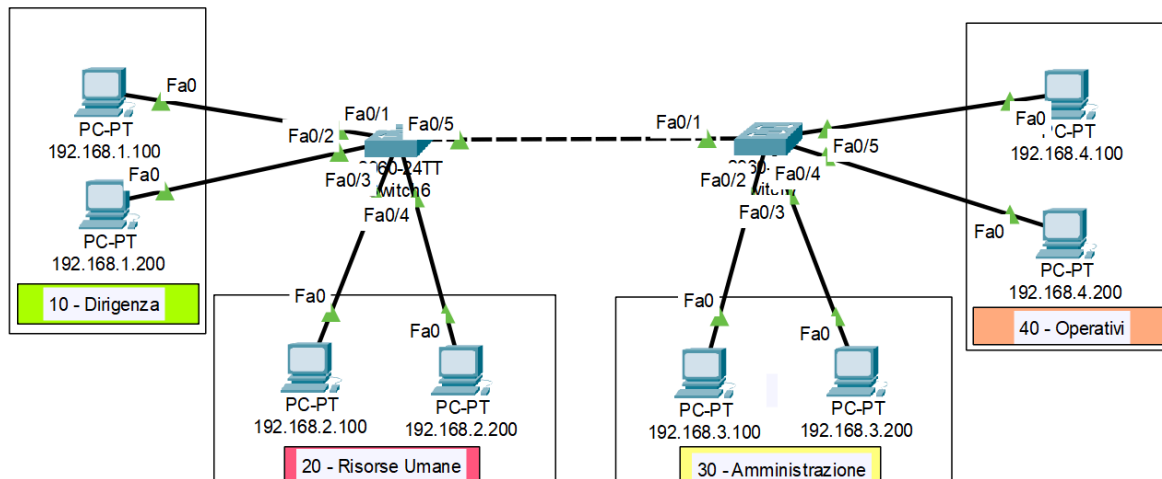 Fa0
PC-PT
192.168.1.100
Fa0
PC-PT
192.168.1.200
10 - Dirigenza
Fa0/1
Fa0/2
Fa0/5
Fa0/3
Fa0/4
Fa0
PC-PT
192.168.2.100
Fa0
PC-PT
192.168.2.200
20 - Risorse Umane
Fa0/1
Fa0/5
Fa0/2
Fa0/4
Fa0/3
Fa0
PC-PT
192.168.3.100
Fa0
PC-PT
192.168.3.200
30 - Amministrazione
Fa0
PC-PT
192.168.4.100
Fa0
PC-PT
192.168.4.200
40 - Operativi